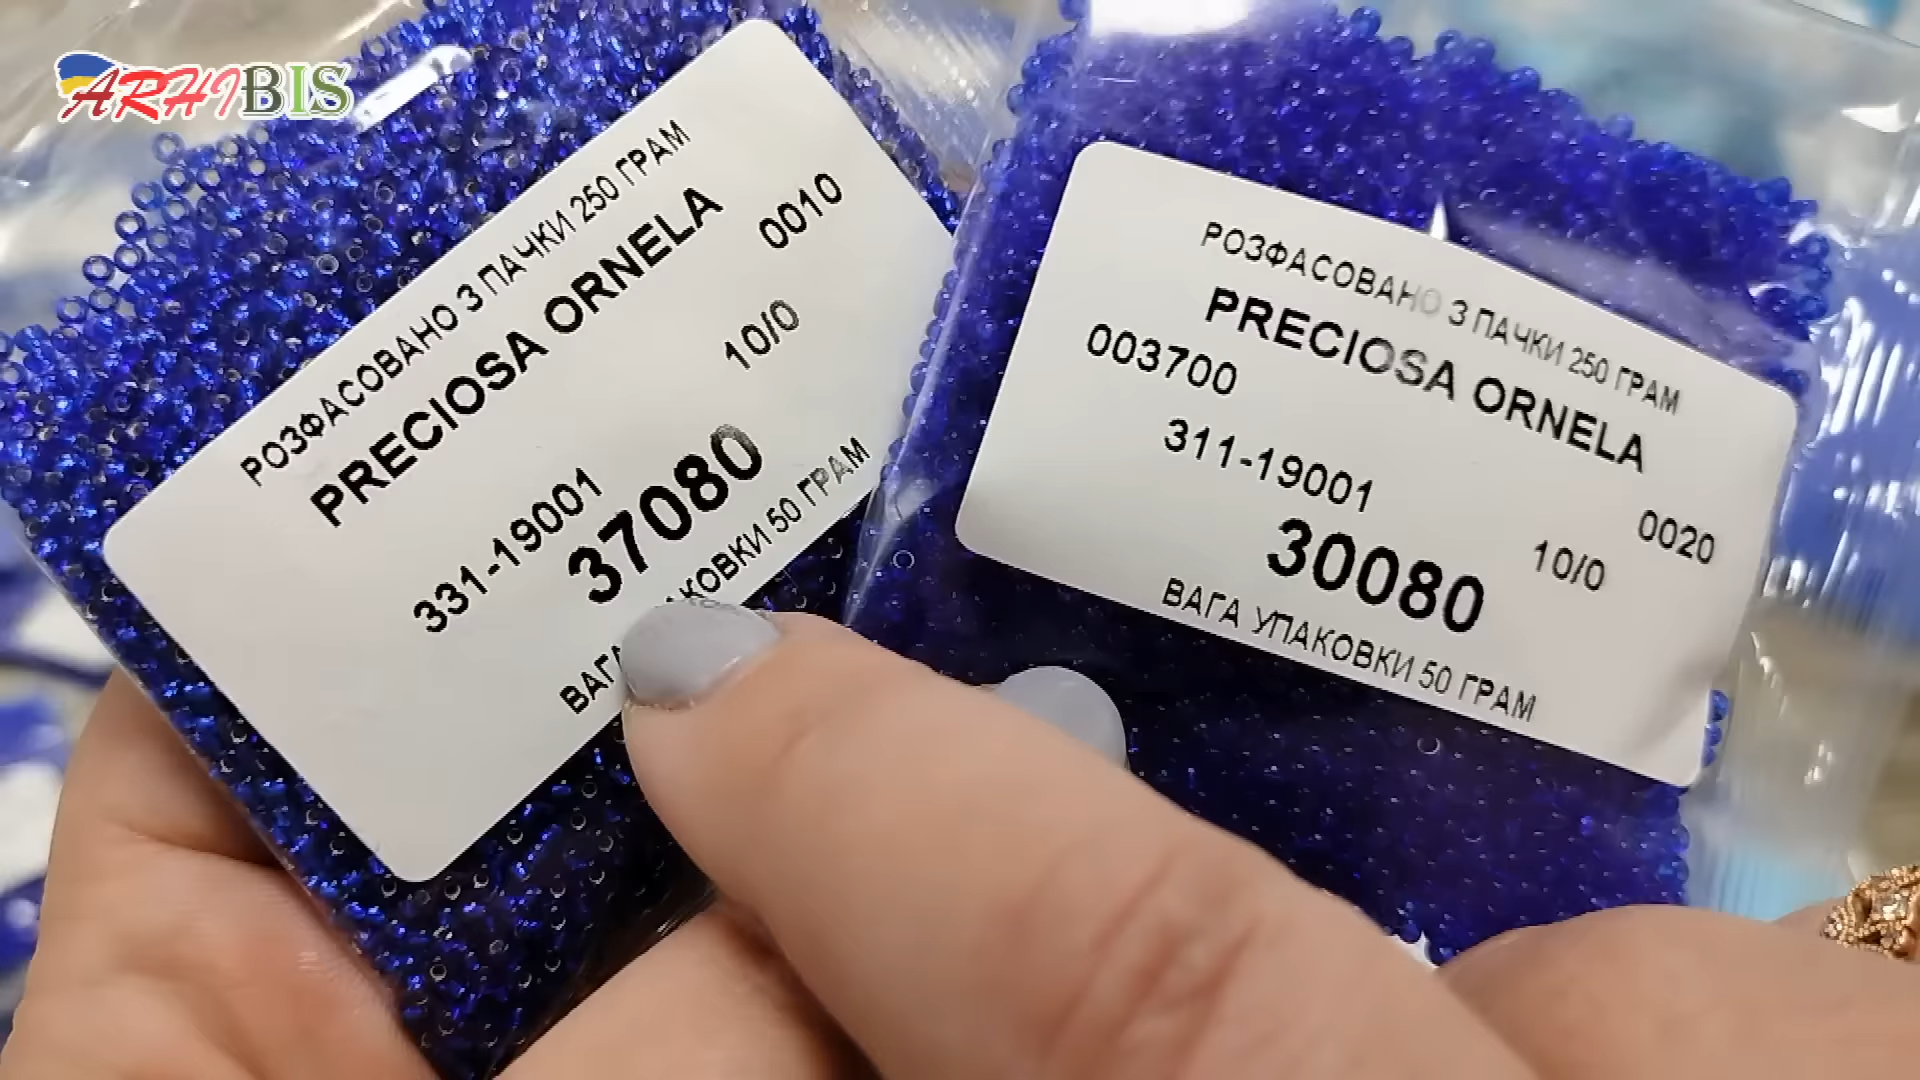 ARHIBIS
РОЗФАСОВАНО З ПАЧКИ 250 ГРАМ
PRECIOSA ORNELA
0010
331-19001
10/0
37080
ВАГА УПАКОВКИ 50 ГРАМ
РОЗФАСОВАНО З ПАЧКИ 250 ГРАМ
PRECIOSA ORNELA
003700
311-19001
0020
30080
10/0
ВАГА УПАКОВКИ 50 ГРАМ